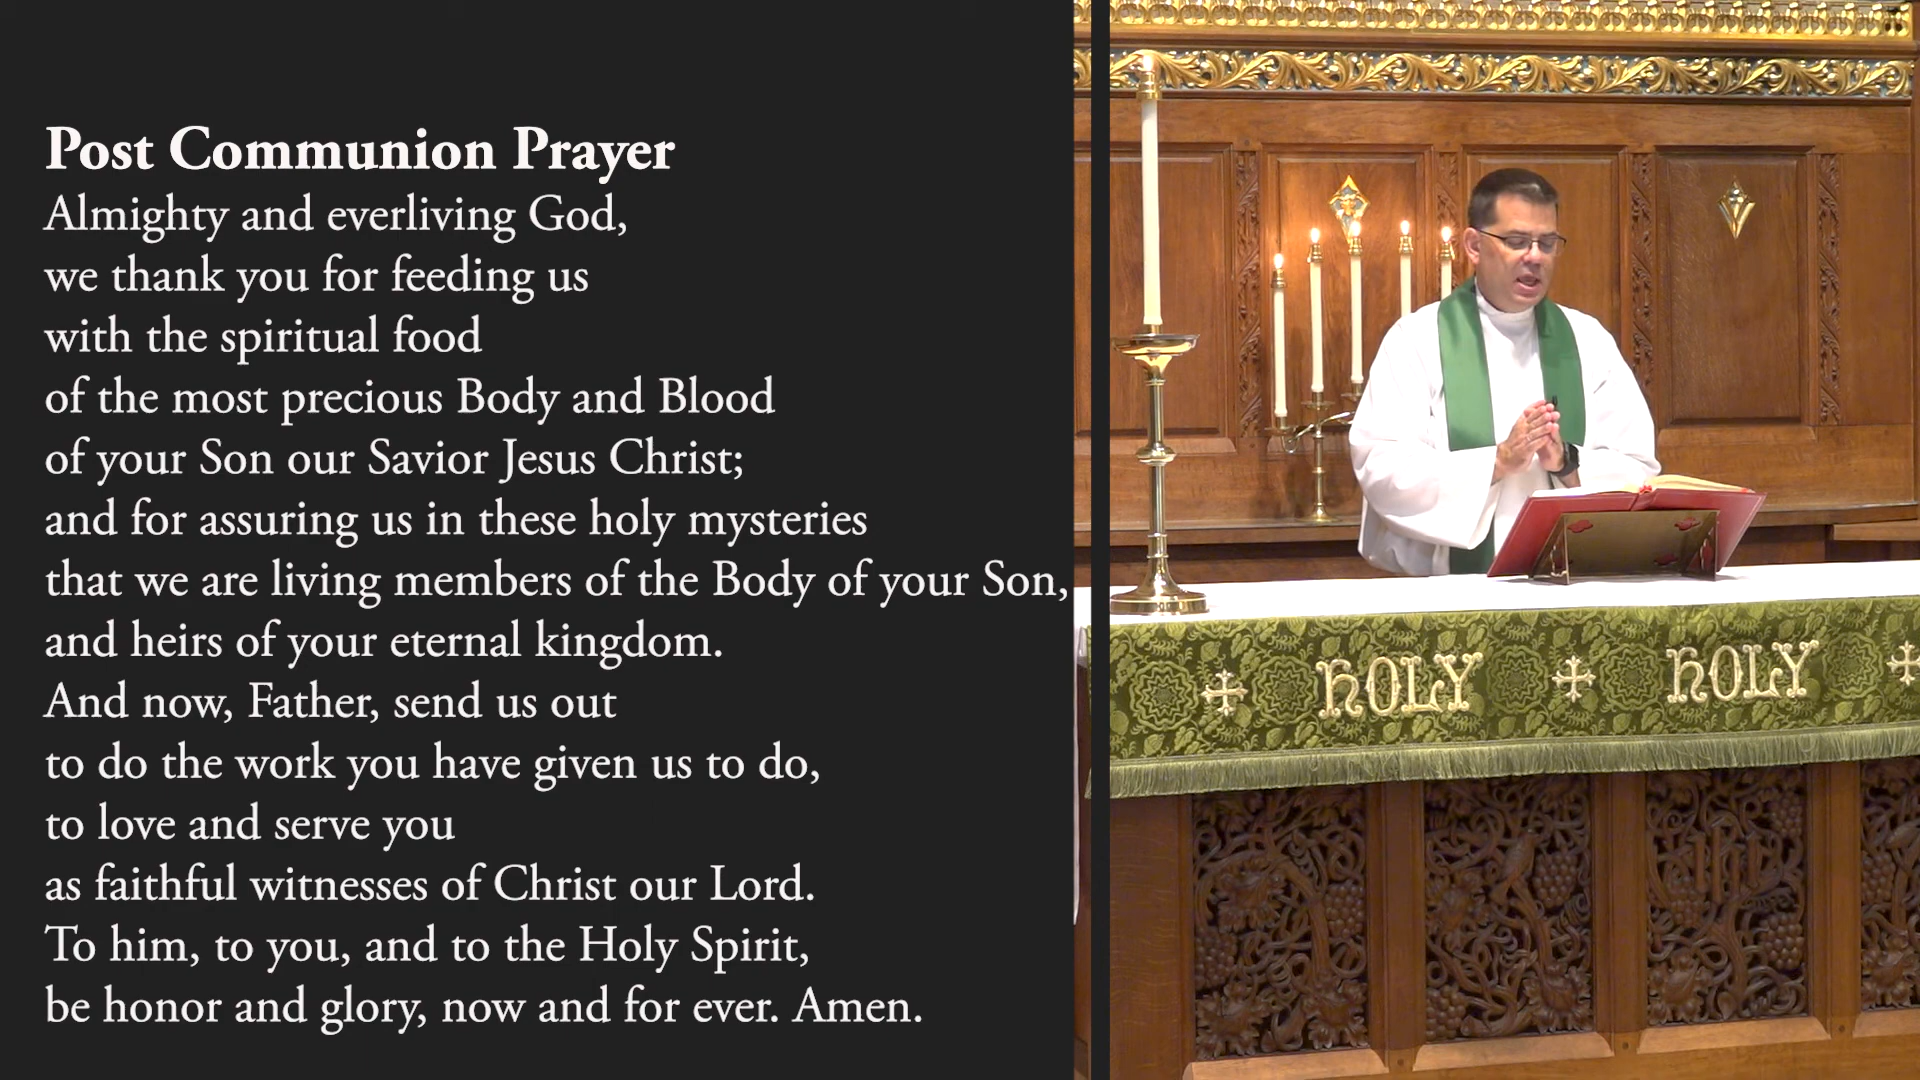 Post Communion Prayer
Almighty and everliving God,
we thank you for feeding us
with the spiritual food
of the most precious Body and Blood
of your Son our Savior Jesus Christ;
and for assuring us in these holy mysteries
that we are living members of the Body of your Son,
and heirs of your eternal kingdom.
And now, Father, send us out
to do the work you have given us to do,
to love and serve you
as faithful witnesses of Christ our Lord.
To him, to you, and to the Holy Spirit,
be honor and glory, now and for ever. Amen.
HOLY HOLY